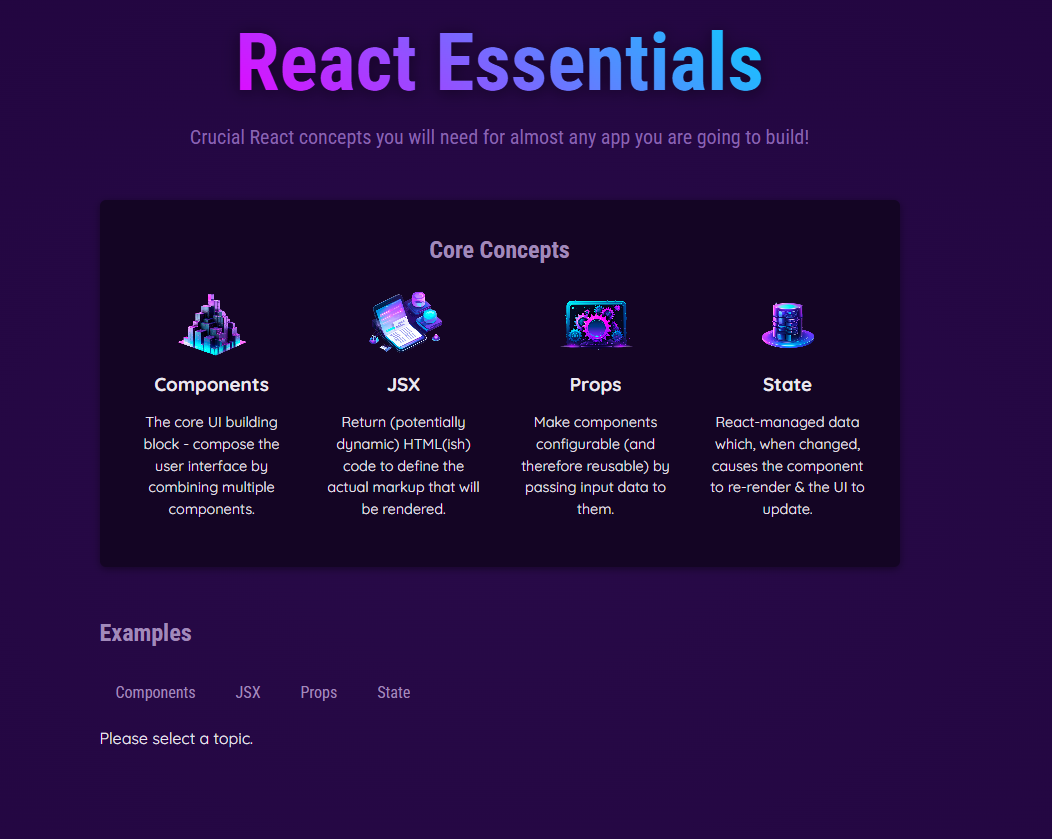 React Essentials
Crucial React concepts you will need for almost any app you are going to build!
Core Concepts
Components
The core UI building
block - compose the
user interface by
combining multiple
components.
JSX
Return (potentially
dynamic) HTML(ish)
code to define the
actual markup that will
be rendered.
Props
Make components
configurable (and
therefore reusable) by
passing input data to
them.
State
React-managed data
which, when changed,
causes the component
to re-render & the UI to
update.
Examples
Components JSX Props State
Please select a topic.